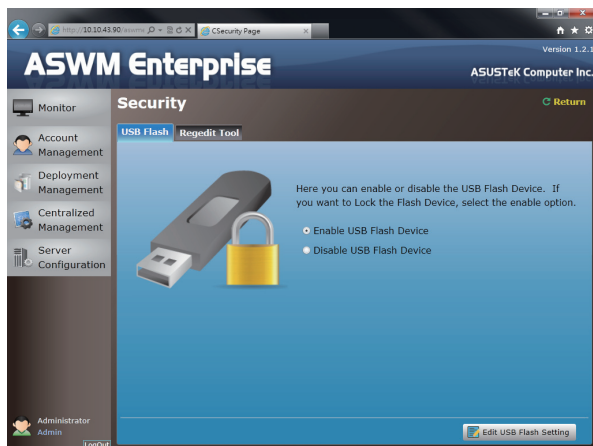 http://10.10.43.90/aswm/
CSecurity Page
Version 1.2.1
ASWM Enterprise
ASUSTeK Computer Inc.
Monitor
Security
Return
USB Flash
Regedit Tool
Account
Management
Deployment
Management
Centralized
Management
Server
Configuration
Here you can enable or disable the USB Flash Device. If
you want to Lock the Flash Device, select the enable option.
Enable USB Flash Device
Disable USB Flash Device
Administrator
Admin
LogOut
Edit USB Flash Setting